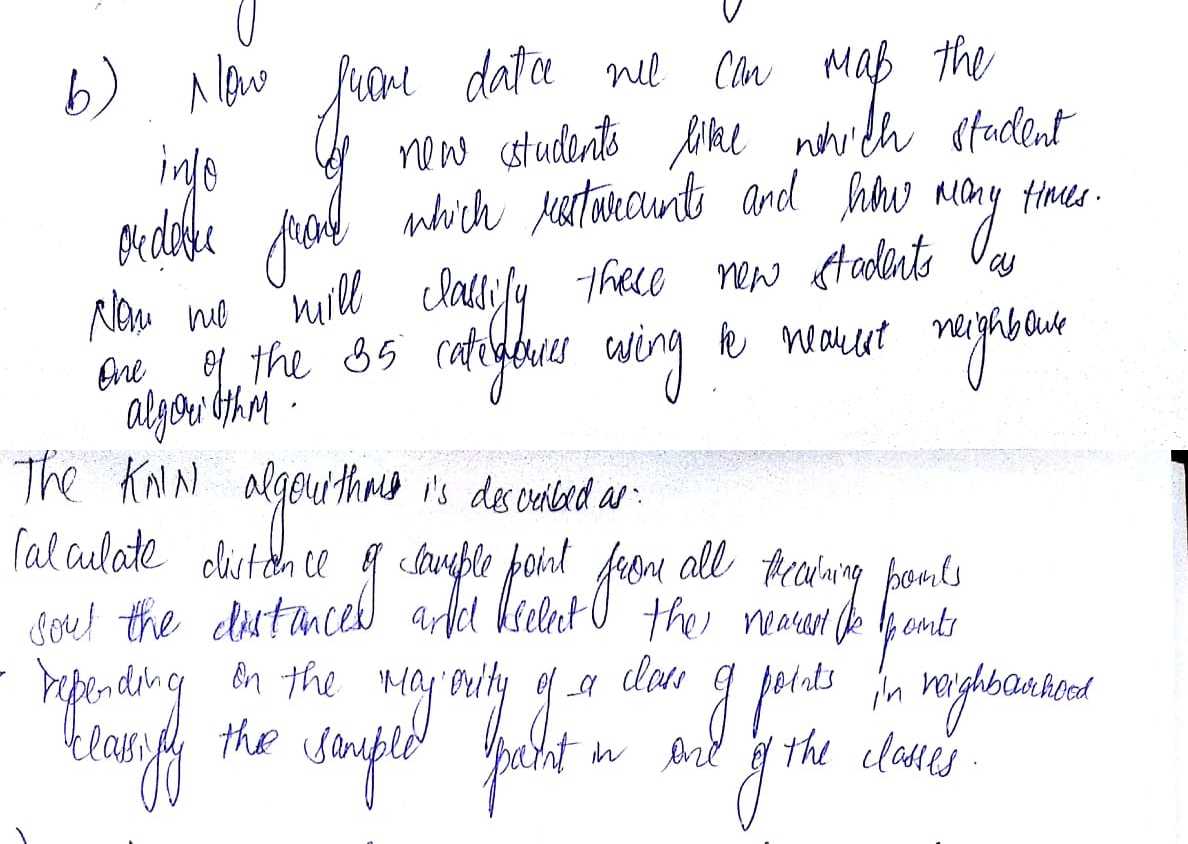 b) Now from data we can map the
info of new students like which student
orders from which restaurants and how many times.
Now we will classify these new students as
one of the 35 categories using k nearest neighbour
algorithm.
The KNN algorithms is described as:
Calculate distance of sample point from all training points
sort the distances and select the nearest k points
Depending on the majority of a class of points in neighbourhood
classify the sample point in one of the classes.